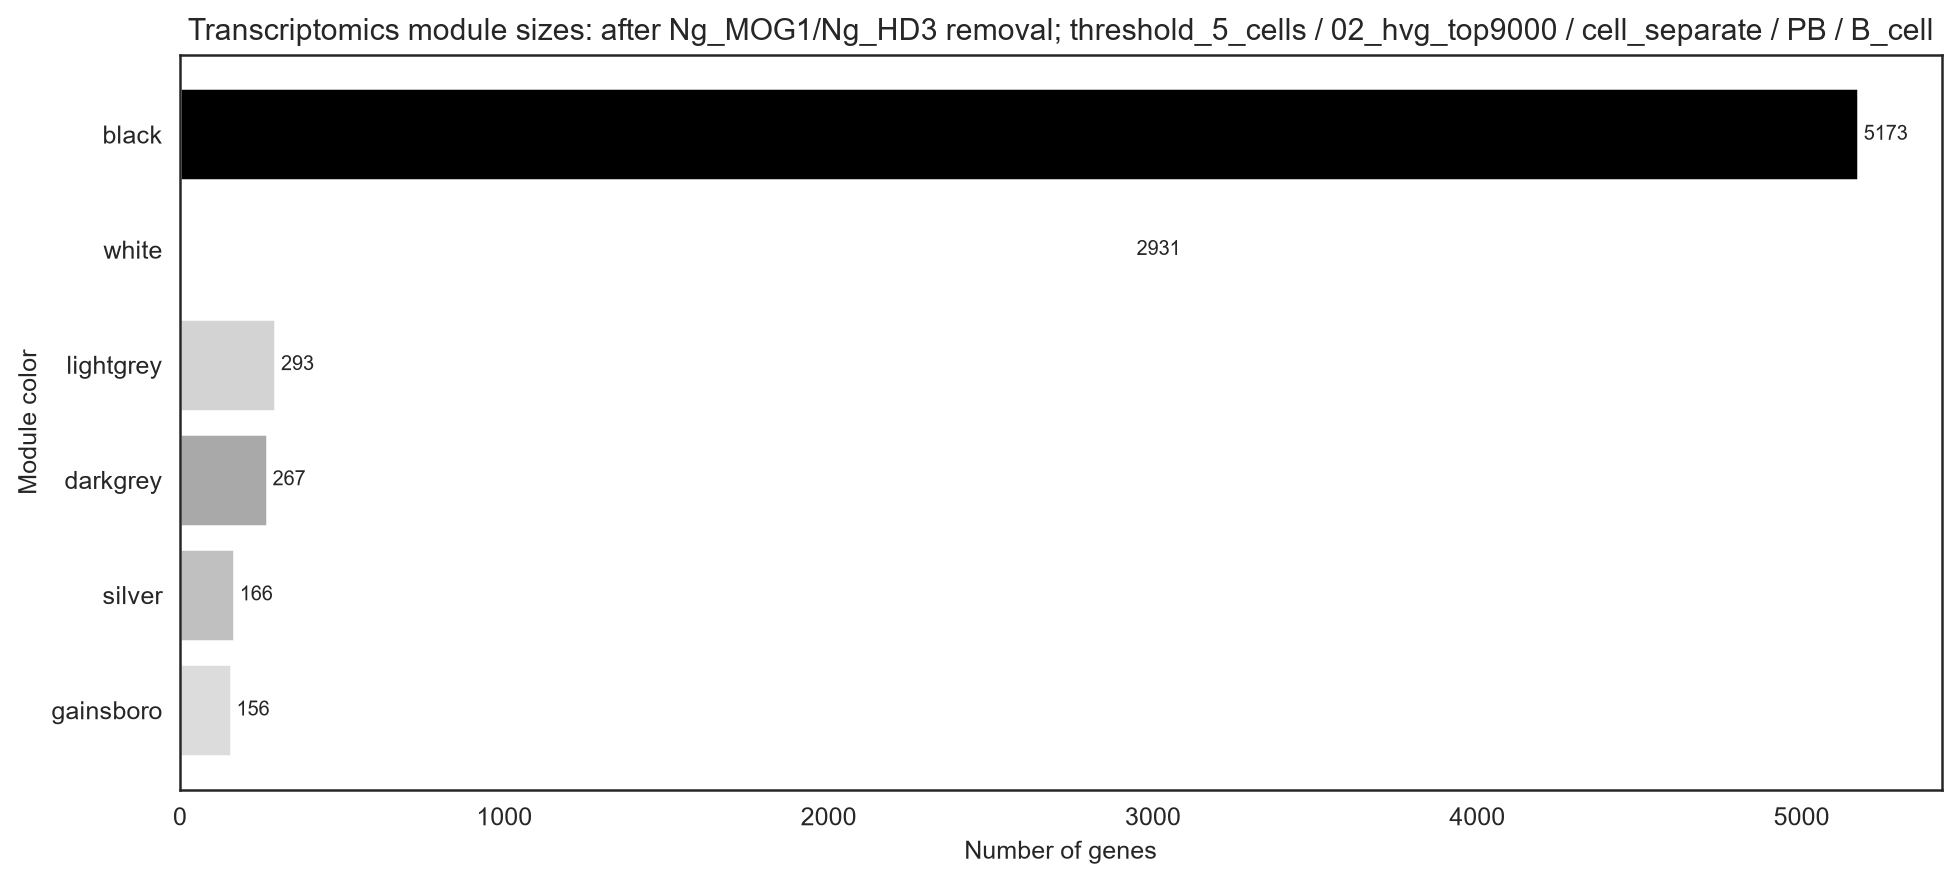 Transcriptomics module sizes: after Ng_MOG1/Ng_HD3 removal; threshold_5_cells / 02_hvg_top9000 / cell_separate / PB / B_cell
black
5173
white
2931
lightgrey
293
darkgrey
267
silver
166
gainsboro
156
Module color
0 1000 2000 3000 4000 5000
Number of genes